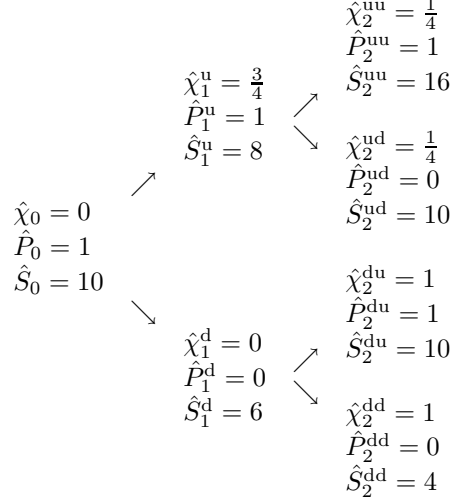 χ̂₂ᵘᵘ = 1/4
P̂₂ᵘᵘ = 1
Ŝ₂ᵘᵘ = 16
χ̂₁ᵘ = 3/4
P̂₁ᵘ = 1
Ŝ₁ᵘ = 8
χ̂₂ᵘᵈ = 1/4
P̂₂ᵘᵈ = 0
Ŝ₂ᵘᵈ = 10
χ̂₀ = 0
P̂₀ = 1
Ŝ₀ = 10
χ̂₂ᵈᵘ = 1
P̂₂ᵈᵘ = 1
Ŝ₂ᵈᵘ = 10
χ̂₁ᵈ = 0
P̂₁ᵈ = 0
Ŝ₁ᵈ = 6
χ̂₂ᵈᵈ = 1
P̂₂ᵈᵈ = 0
Ŝ₂ᵈᵈ = 4